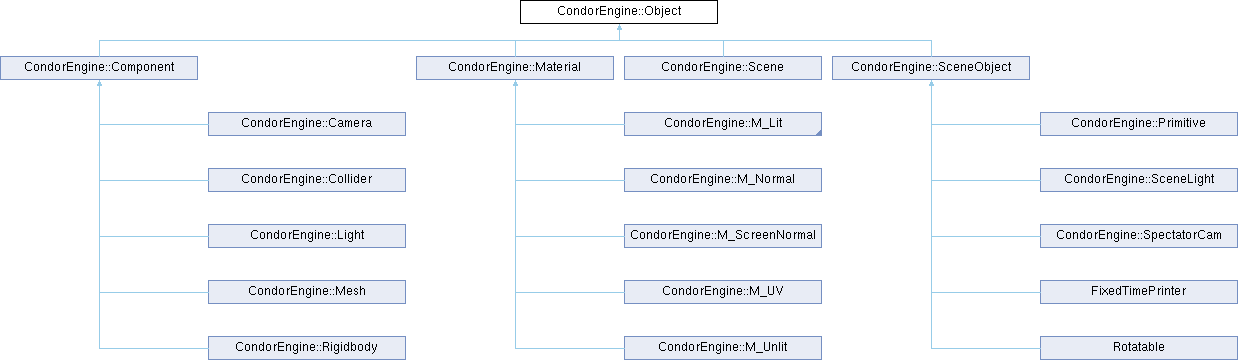 CondorEngine::Object
CondorEngine::Component
CondorEngine::Material
CondorEngine::Scene
CondorEngine::SceneObject
CondorEngine::Camera
CondorEngine::M_Lit
CondorEngine::Primitive
CondorEngine::Collider
CondorEngine::M_Normal
CondorEngine::SceneLight
CondorEngine::Light
CondorEngine::M_ScreenNormal
CondorEngine::SpectatorCam
CondorEngine::Mesh
CondorEngine::M_UV
FixedTimePrinter
CondorEngine::Rigidbody
CondorEngine::M_Unlit
Rotatable